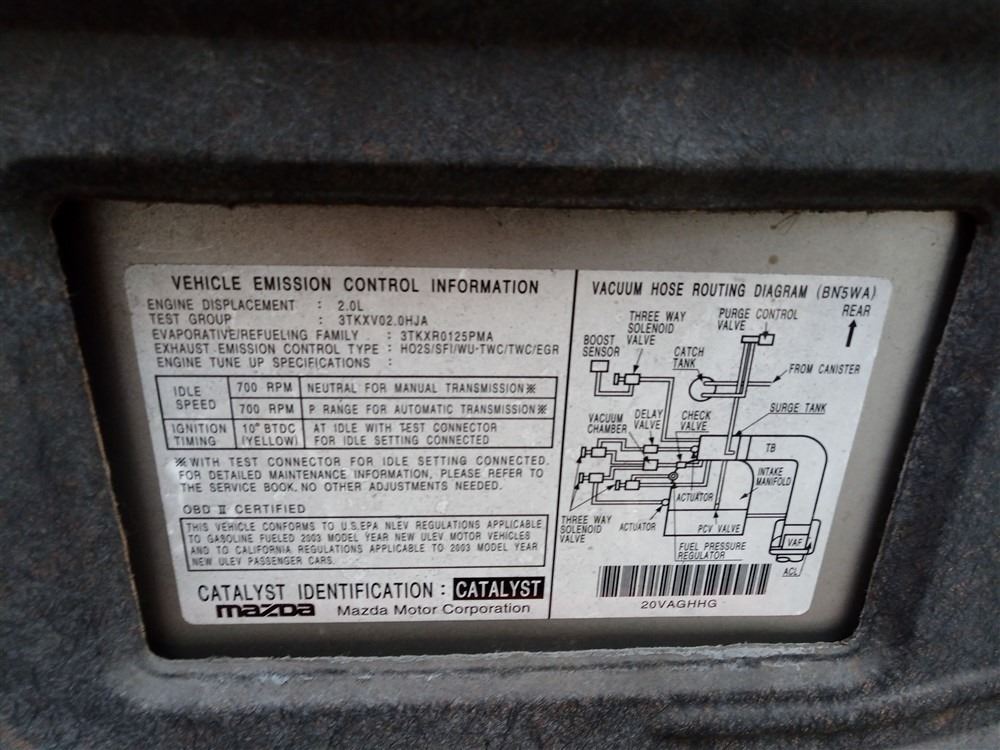 VEHICLE EMISSION CONTROL INFORMATION
ENGINE DISPLACEMENT : 2.0L
TEST GROUP : 3TKXV02.0HJA
EVAPORATIVE/REFUELING FAMILY : 3TKXR0125PMA
EXHAUST EMISSION CONTROL TYPE : HO2S/SFI/WU-TWC/TWC/EGR
ENGINE TUNE UP SPECIFICATIONS :
IDLE SPEED
700 RPM NEUTRAL FOR MANUAL TRANSMISSION※
700 RPM P RANGE FOR AUTOMATIC TRANSMISSION※
IGNITION 10° BTDC AT IDLE WITH TEST CONNECTOR
TIMING (YELLOW) FOR IDLE SETTING CONNECTED
※WITH TEST CONNECTOR FOR IDLE SETTING CONNECTED.
FOR DETAILED MAINTENANCE INFORMATION, PLEASE REFER TO
THE SERVICE BOOK. NO OTHER ADJUSTMENTS NEEDED.
OBD Ⅱ CERTIFIED
THIS VEHICLE CONFORMS TO U.S.EPA NLEV REGULATIONS APPLICABLE
TO GASOLINE FUELED 2003 MODEL YEAR NEW ULEV MOTOR VEHICLES
AND TO CALIFORNIA REGULATIONS APPLICABLE TO 2003 MODEL YEAR
NEW ULEV PASSENGER CARS.
CATALYST IDENTIFICATION : CATALYST
mazda Mazda Motor Corporation
VACUUM HOSE ROUTING DIAGRAM (BN5WA)
REAR
THREE WAY
SOLENOID
VALVE
PURGE CONTROL
VALVE
BOOST
SENSOR
CATCH
TANK
FROM CANISTER
SURGE TANK
VACUUM
CHAMBER
DELAY
VALVE
CHECK
VALVE
TB
INTAKE
MANIFOLD
ACTUATOR
THREE WAY
SOLENOID
VALVE
ACTUATOR
PCV VALVE
FUEL PRESSURE
REGULATOR
VAF
ACL
20VAGHHG